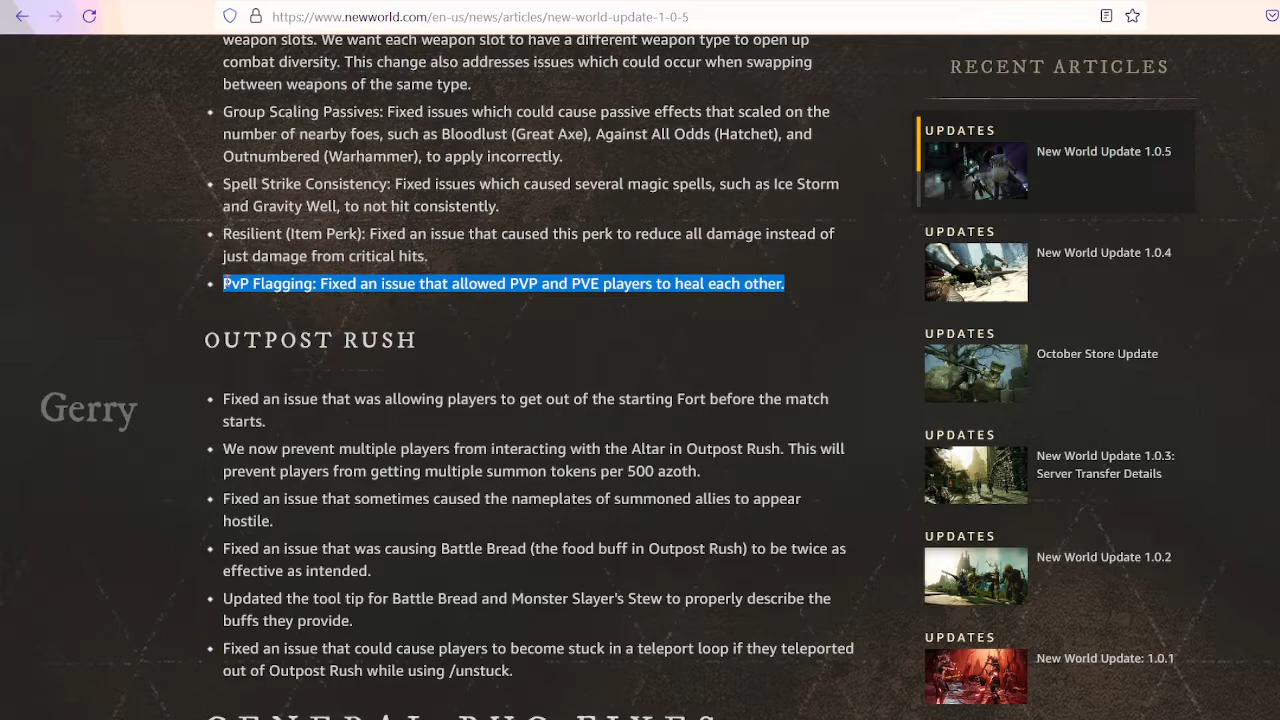 https://www.newworld.com/en-us/news/articles/new-world-update-1-0-5
weapon slots. We want each weapon slot to have a different weapon type to open up
combat diversity. This change also addresses issues which could occur when swapping
between weapons of the same type.
Group Scaling Passives: Fixed issues which could cause passive effects that scaled on the
number of nearby foes, such as Bloodlust (Great Axe), Against All Odds (Hatchet), and
Outnumbered (Warhammer), to apply incorrectly.
Spell Strike Consistency: Fixed issues which caused several magic spells, such as Ice Storm
and Gravity Well, to not hit consistently.
Resilient (Item Perk): Fixed an issue that caused this perk to reduce all damage instead of
just damage from critical hits.
PvP Flagging: Fixed an issue that allowed PVP and PVE players to heal each other.
OUTPOST RUSH
Gerry
Fixed an issue that was allowing players to get out of the starting Fort before the match
starts.
We now prevent multiple players from interacting with the Altar in Outpost Rush. This will
prevent players from getting multiple summon tokens per 500 azoth.
Fixed an issue that sometimes caused the nameplates of summoned allies to appear
hostile.
Fixed an issue that was causing Battle Bread (the food buff in Outpost Rush) to be twice as
effective as intended.
Updated the tool tip for Battle Bread and Monster Slayer's Stew to properly describe the
buffs they provide.
Fixed an issue that could cause players to become stuck in a teleport loop if they teleported
out of Outpost Rush while using /unstuck.
GENERAL BUG FIXES
RECENT ARTICLES
UPDATES
New World Update 1.0.5
UPDATES
New World Update 1.0.4
UPDATES
October Store Update
UPDATES
New World Update 1.0.3:
Server Transfer Details
UPDATES
New World Update 1.0.2
UPDATES
New World Update: 1.0.1